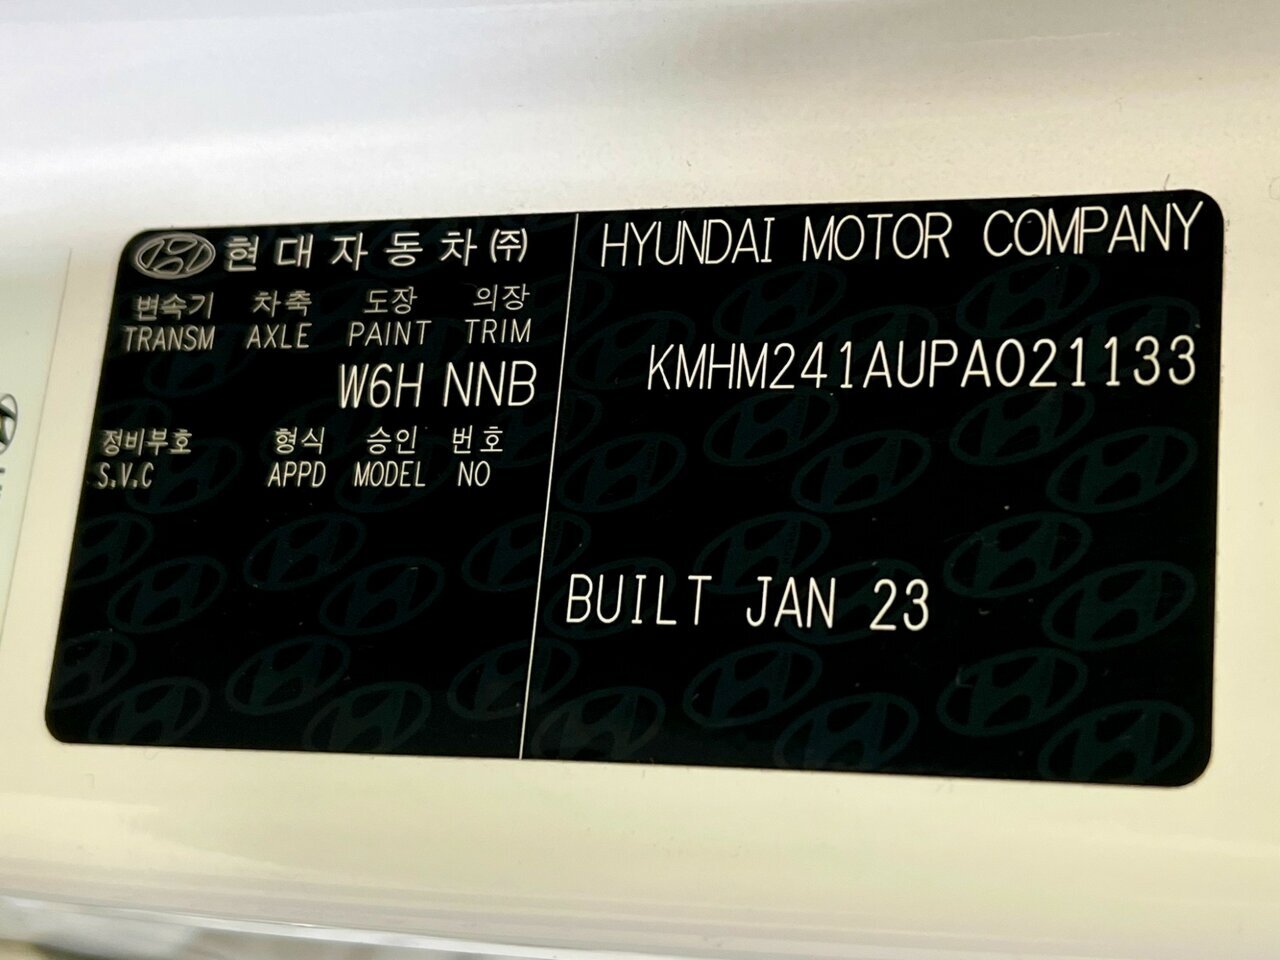 현대자동차㈜
변속기 차축 도장 의장
TRANSM AXLE PAINT TRIM
W6H NNB
정비부호 형식 승인 번호
S.V.C APPD MODEL NO
HYUNDAI MOTOR COMPANY
KMHM241AUPA021133
BUILT JAN 23